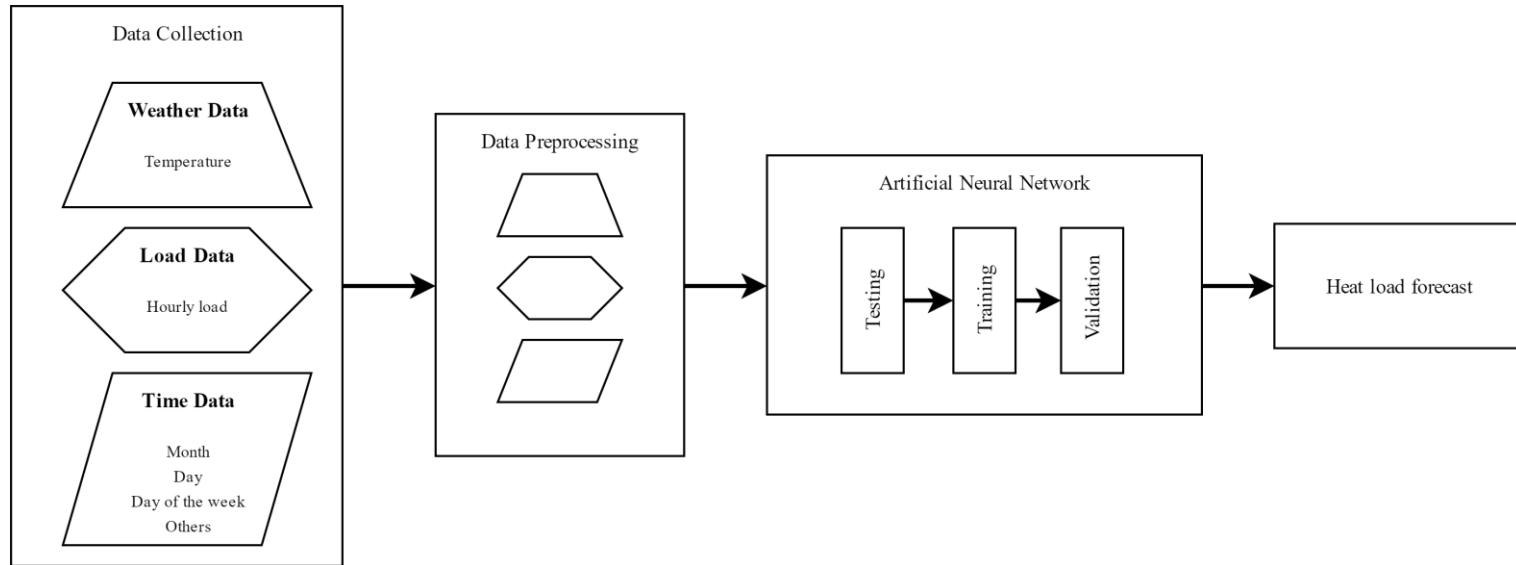 Data Collection
Weather Data
Temperature
Load Data
Hourly load
Time Data
Month
Day
Day of the week
Others
Data Preprocessing
Artificial Neural Network
Testing
Training
Validation
Heat load forecast